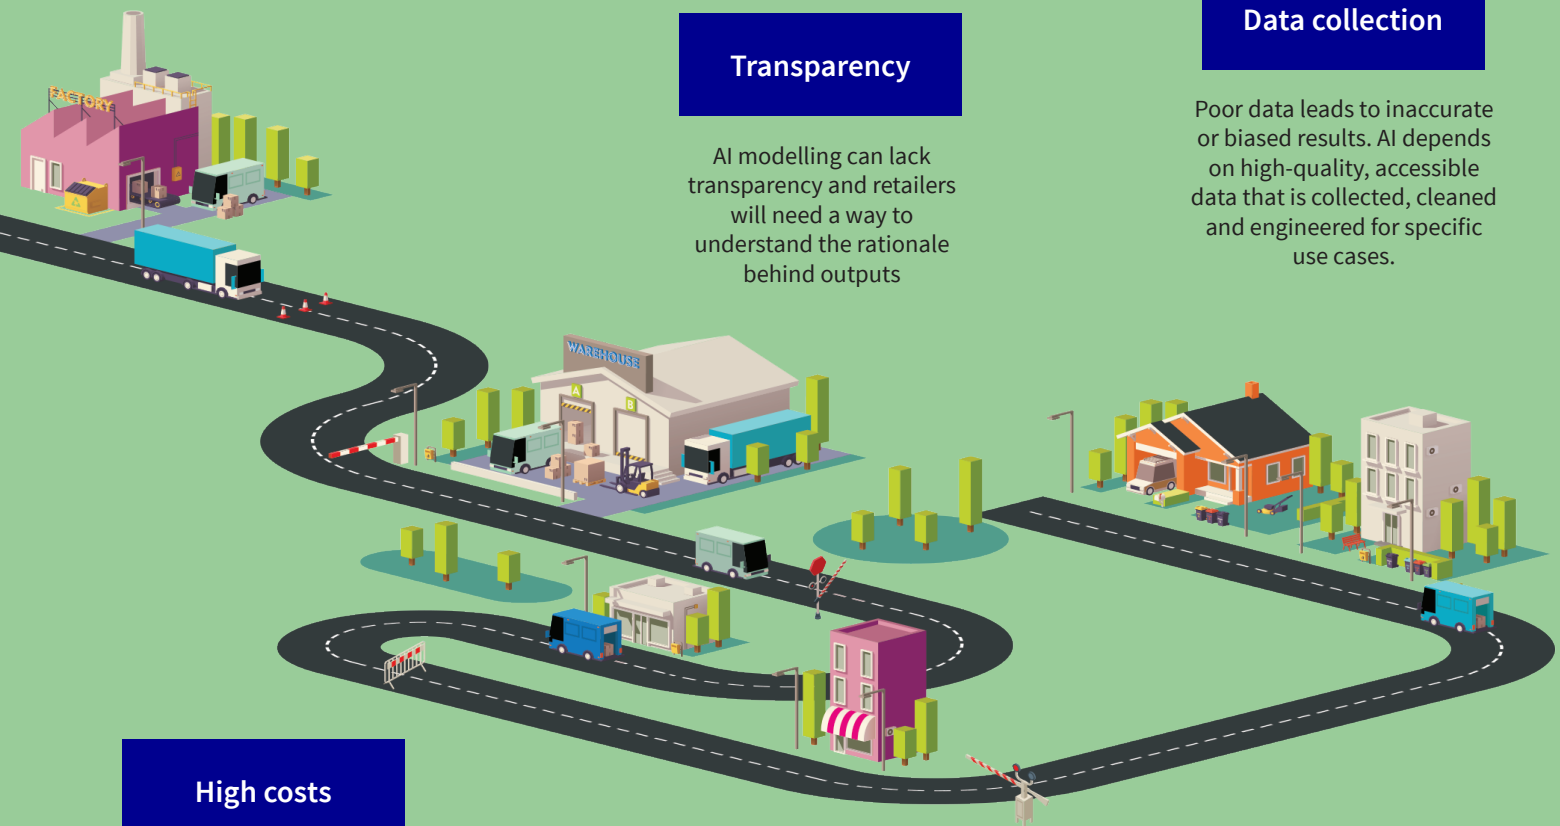 Data collection
Transparency
Poor data leads to inaccurate
or biased results. AI depends
on high-quality, accessible
data that is collected, cleaned
and engineered for specific
use cases.
AI modelling can lack
transparency and retailers
will need a way to
understand the rationale
behind outputs
FACTORY
WAREHOUSE
A
B
High costs